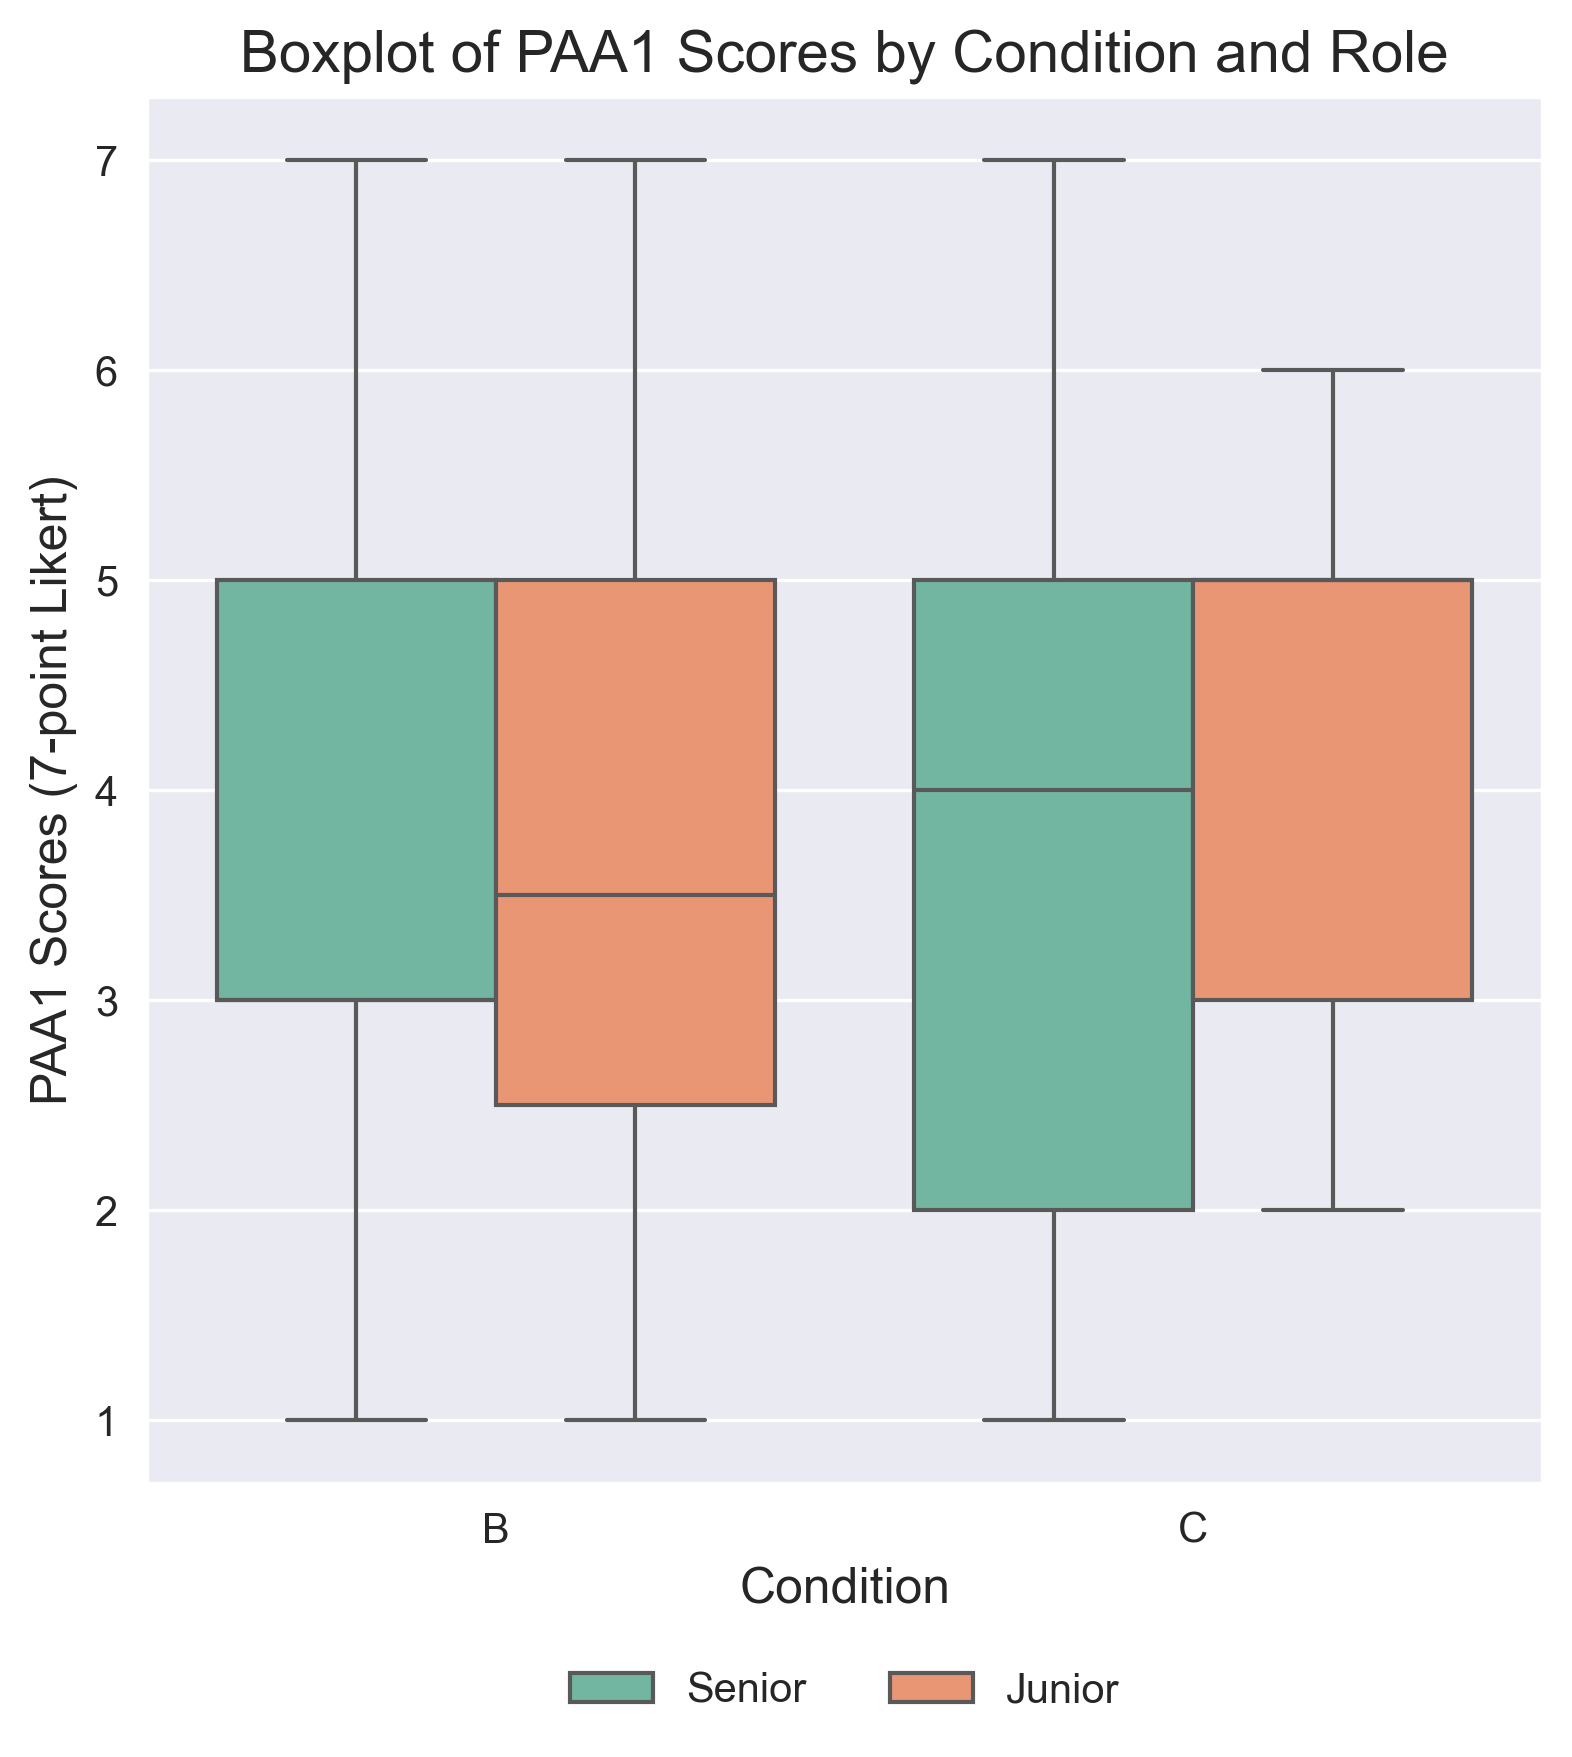 Boxplot of PAA1 Scores by Condition and Role
PAA1 Scores (7-point Likert)
7
6
5
4
3
2
1
B C
Condition
Senior Junior